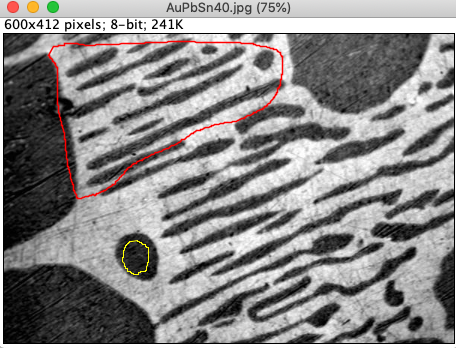 AuPbSn40.jpg (75%)
600x412 pixels; 8-bit; 241K